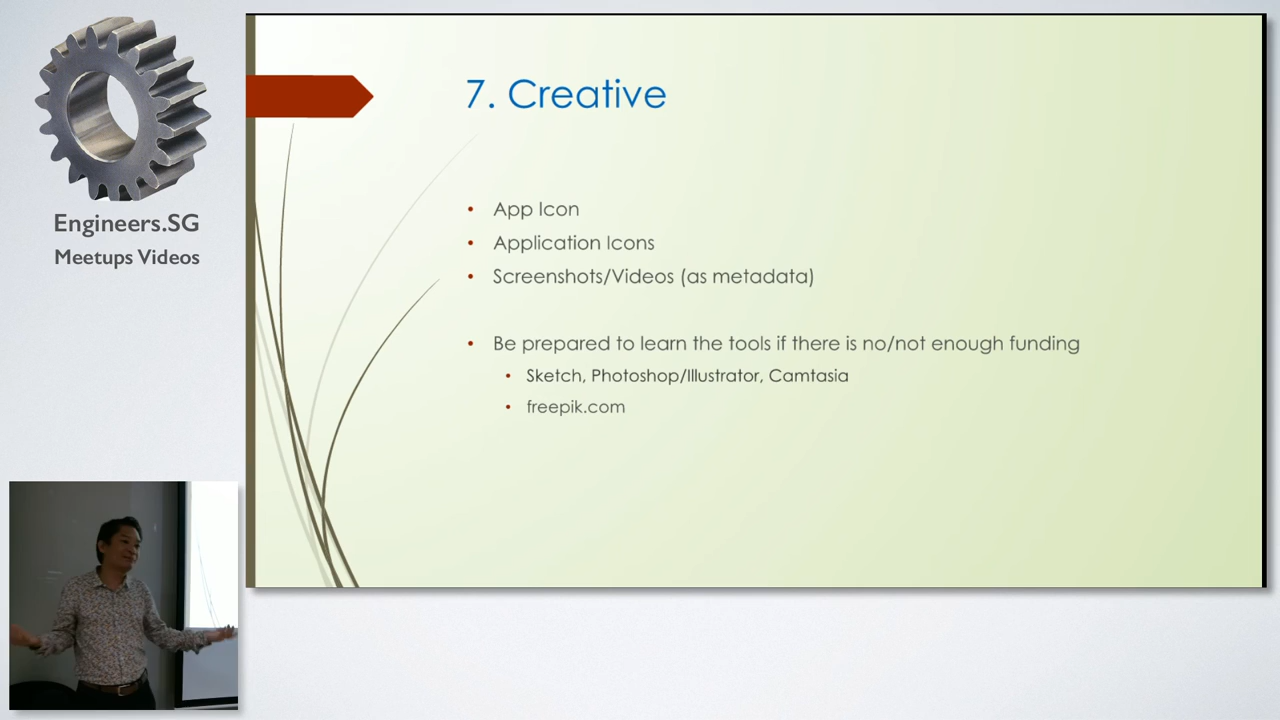 Engineers.SG
Meetups Videos
7. Creative
• App Icon
• Application Icons
• Screenshots/Videos (as metadata)
• Be prepared to learn the tools if there is no/not enough funding
• Sketch, Photoshop/Illustrator, Camtasia
• freepik.com